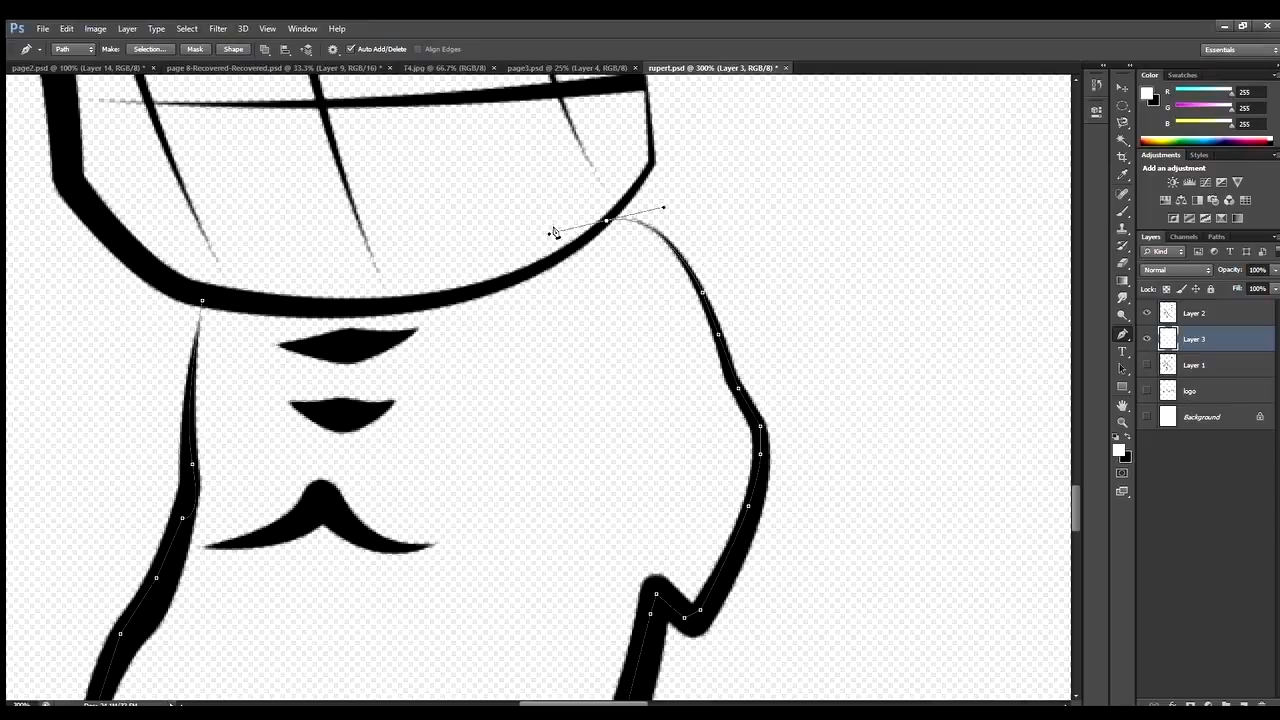 Ps File Edit Image Layer Type Select Filter 3D View Window Help
Path Make: Selection... Mask Shape Auto Add/Delete Align Edges Essentials
page2.psd @ 100% (Layer 14, RGB/8) * × page 8-Recovered-Recovered.psd @ 33.3% (Layer 9, RGB/16) * × T4.jpg @ 66.7% (RGB/8) × page3.psd @ 25% (Layer 4, RGB/8) × rupert.psd @ 300% (Layer 3, RGB/8) * ×
Color Swatches
R 255
G 255
B 255
Adjustments Styles
Add an adjustment
Layers Channels Paths
Kind
Normal Opacity: 100%
Lock: Fill: 100%
Layer 2
Layer 3
Layer 1
logo
Background